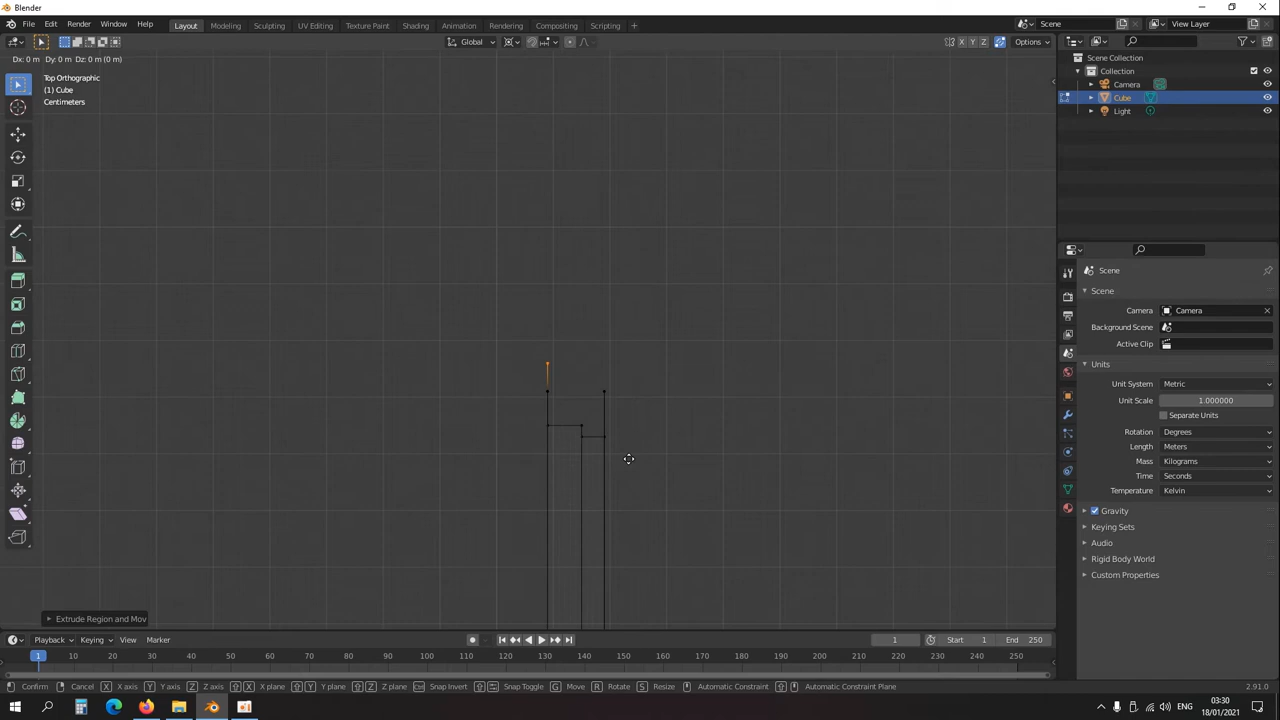 Blender
File Edit Render Window Help Layout Modeling Sculpting UV Editing Texture Paint Shading Animation Rendering Compositing Scripting + Scene View Layer
Global X Y Z Options
Dx: 0 m Dy: 0 m Dz: 0 m (0 m)
Top Orthographic
(1) Cube
Centimeters
Scene Collection
Collection
Camera
Cube
Light
Scene
Scene
Camera Camera
Background Scene
Active Clip
Units
Unit System Metric
Unit Scale 1.000000
Separate Units
Rotation Degrees
Length Meters
Mass Kilograms
Time Seconds
Temperature Kelvin
Gravity
Keying Sets
Audio
Rigid Body World
Custom Properties
Extrude Region and Mov
Playback Keying View Marker 1 Start 1 End 250
1 10 20 30 40 50 60 70 80 90 100 110 120 130 140 150 160 170 180 190 200 210 220 230 240 250
Confirm Cancel X X axis Y Y axis Z Z axis X X plane Y Y plane Z Z plane Ctrl Snap Invert Snap Toggle G Move R Rotate S Resize Automatic Constraint Automatic Constraint Plane 2.91.0
ENG 03:30
18/01/2021